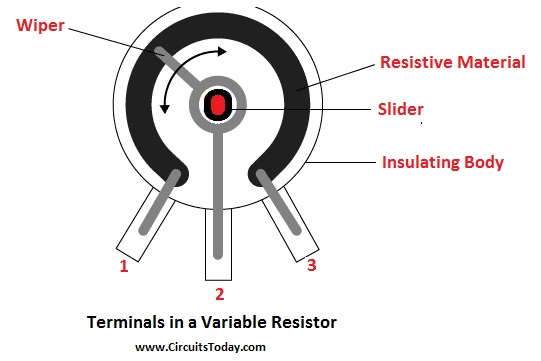 Wiper
Resistive Material
Slider
Insulating Body
1
2
3
Terminals in a Variable Resistor
www.CircuitsToday.com